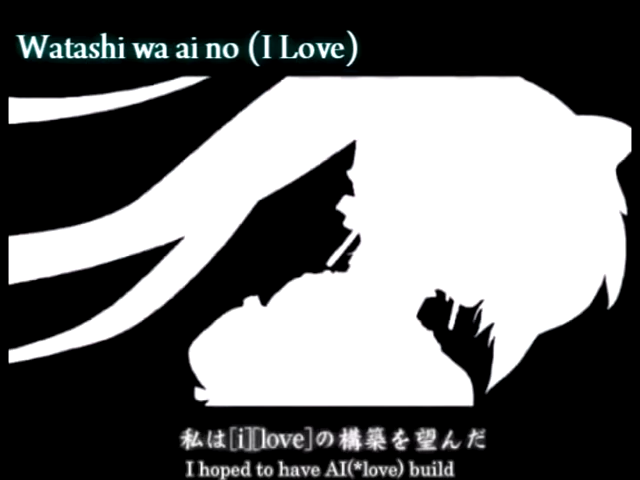 Watashi wa ai no (I Love)
私は[i][love]の構築を望んだ
I hoped to have AI(*love) build